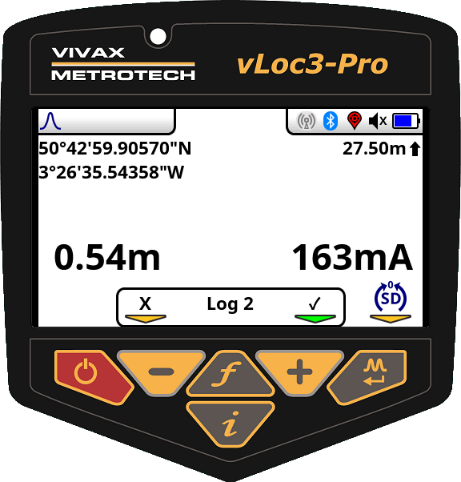 VIVAX
METROTECH
vLoc3-Pro
50°42'59.90570"N
27.50m
3°26'35.54358"W
0.54m
163mA
X
Log 2
✓
0
SD
f
i